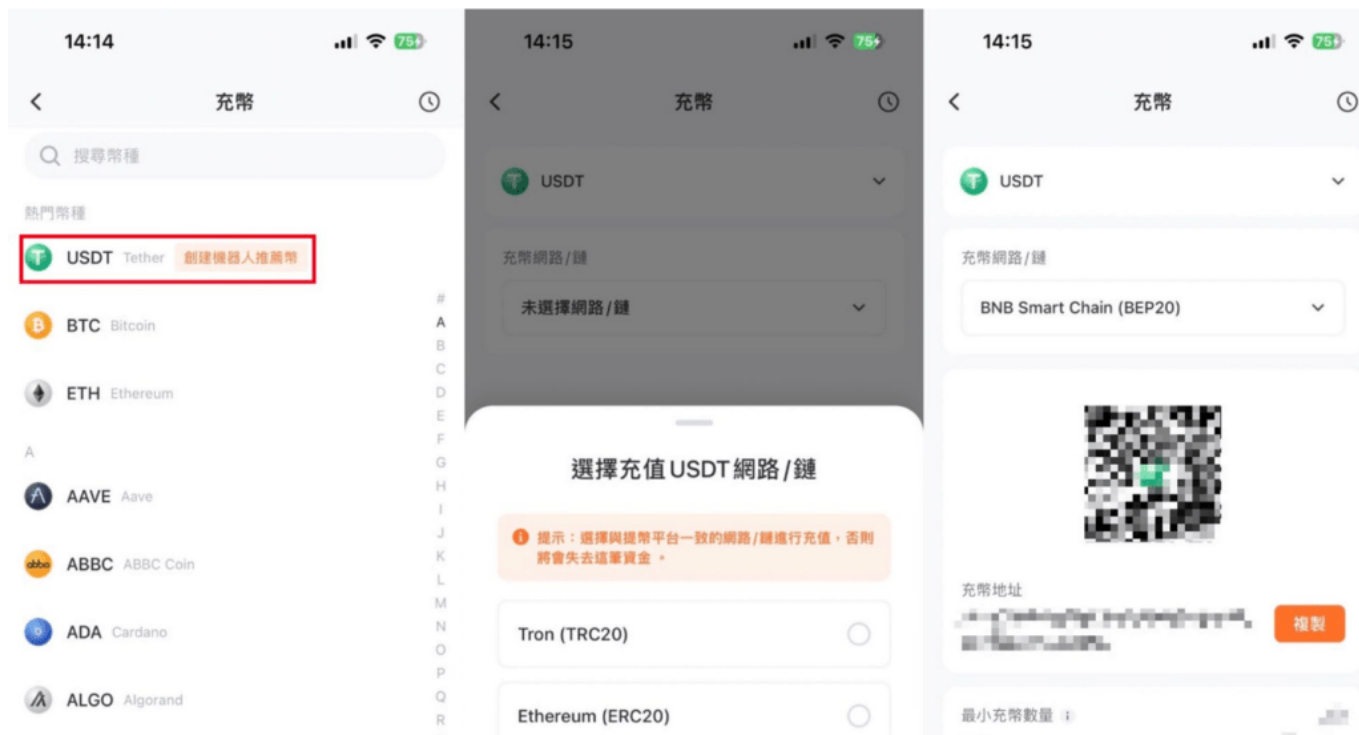 14:14
75
充幣
搜尋幣種
熱門幣種
USDT Tether 創建機器人推薦幣
BTC Bitcoin
ETH Ethereum
A
AAVE Aave
ABBC ABBC Coin
ADA Cardano
ALGO Algorand
#
A
B
C
D
E
F
G
H
I
J
K
L
M
N
O
P
Q
R
14:15
75
充幣
USDT
充幣網路/鏈
未選擇網路/鏈
選擇充值USDT網路/鏈
提示：選擇與提幣平台一致的網路/鏈進行充值，否則
將會失去這筆資金。
Tron (TRC20)
Ethereum (ERC20)
14:15
75
充幣
USDT
充幣網路/鏈
BNB Smart Chain (BEP20)
充幣地址
複製
最小充幣數量